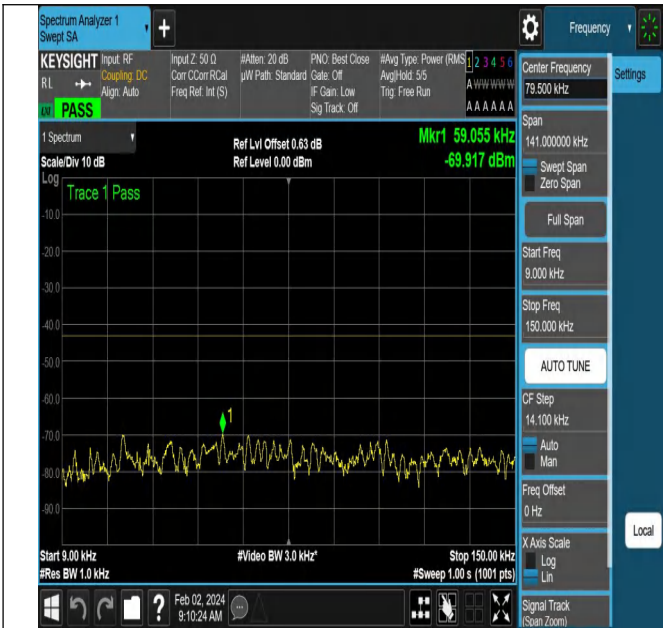 Spectrum Analyzer 1
Swept SA
+
Frequency
KEYSIGHT
Input: RF
Coupling: DC
Align: Auto
Input Z: 50 Ω
Corr CCorr RCal
Freq Ref: Int (S)
#Atten: 20 dB
µW Path: Standard
PNO: Best Close
Gate: Off
IF Gain: Low
Sig Track: Off
#Avg Type: Power (RMS
Avg|Hold: 5/5
Trig: Free Run
1 2 3 4 5 6
A W W W W W
A A A A A A
R L
LXI
PASS
1 Spectrum
Scale/Div 10 dB
Ref Lvl Offset 0.63 dB
Ref Level 0.00 dBm
Mkr1 59.055 kHz
-69.917 dBm
Log
Trace 1 Pass
-10.0
-20.0
-30.0
-40.0
-50.0
-60.0
-70.0
-80.0
-90.0
1
Start 9.00 kHz
#Res BW 1.0 kHz
#Video BW 3.0 kHz*
Stop 150.00 kHz
#Sweep 1.00 s (1001 pts)
?
Feb 02, 2024
9:10:24 AM
Center Frequency
79.500 kHz
Settings
Span
141.000000 kHz
Swept Span
Zero Span
Full Span
Start Freq
9.000 kHz
Stop Freq
150.000 kHz
AUTO TUNE
CF Step
14.100 kHz
Auto
Man
Freq Offset
0 Hz
X Axis Scale
Log
Lin
Local
Signal Track
(Span Zoom)